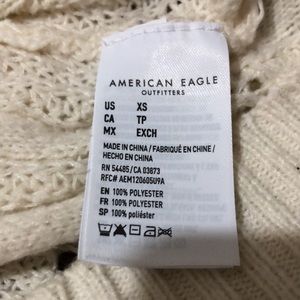 AMERICAN EAGLE
OUTFITTERS
US XS
CA TP
MX EXCH
MADE IN CHINA / FABRIQUÉ EN CHINE /
HECHO EN CHINA
RN 54485/CA 03873
RFC# AEM120605U9A
EN 100% POLYESTER
FR 100% POLYESTER
SP 100% poliéster